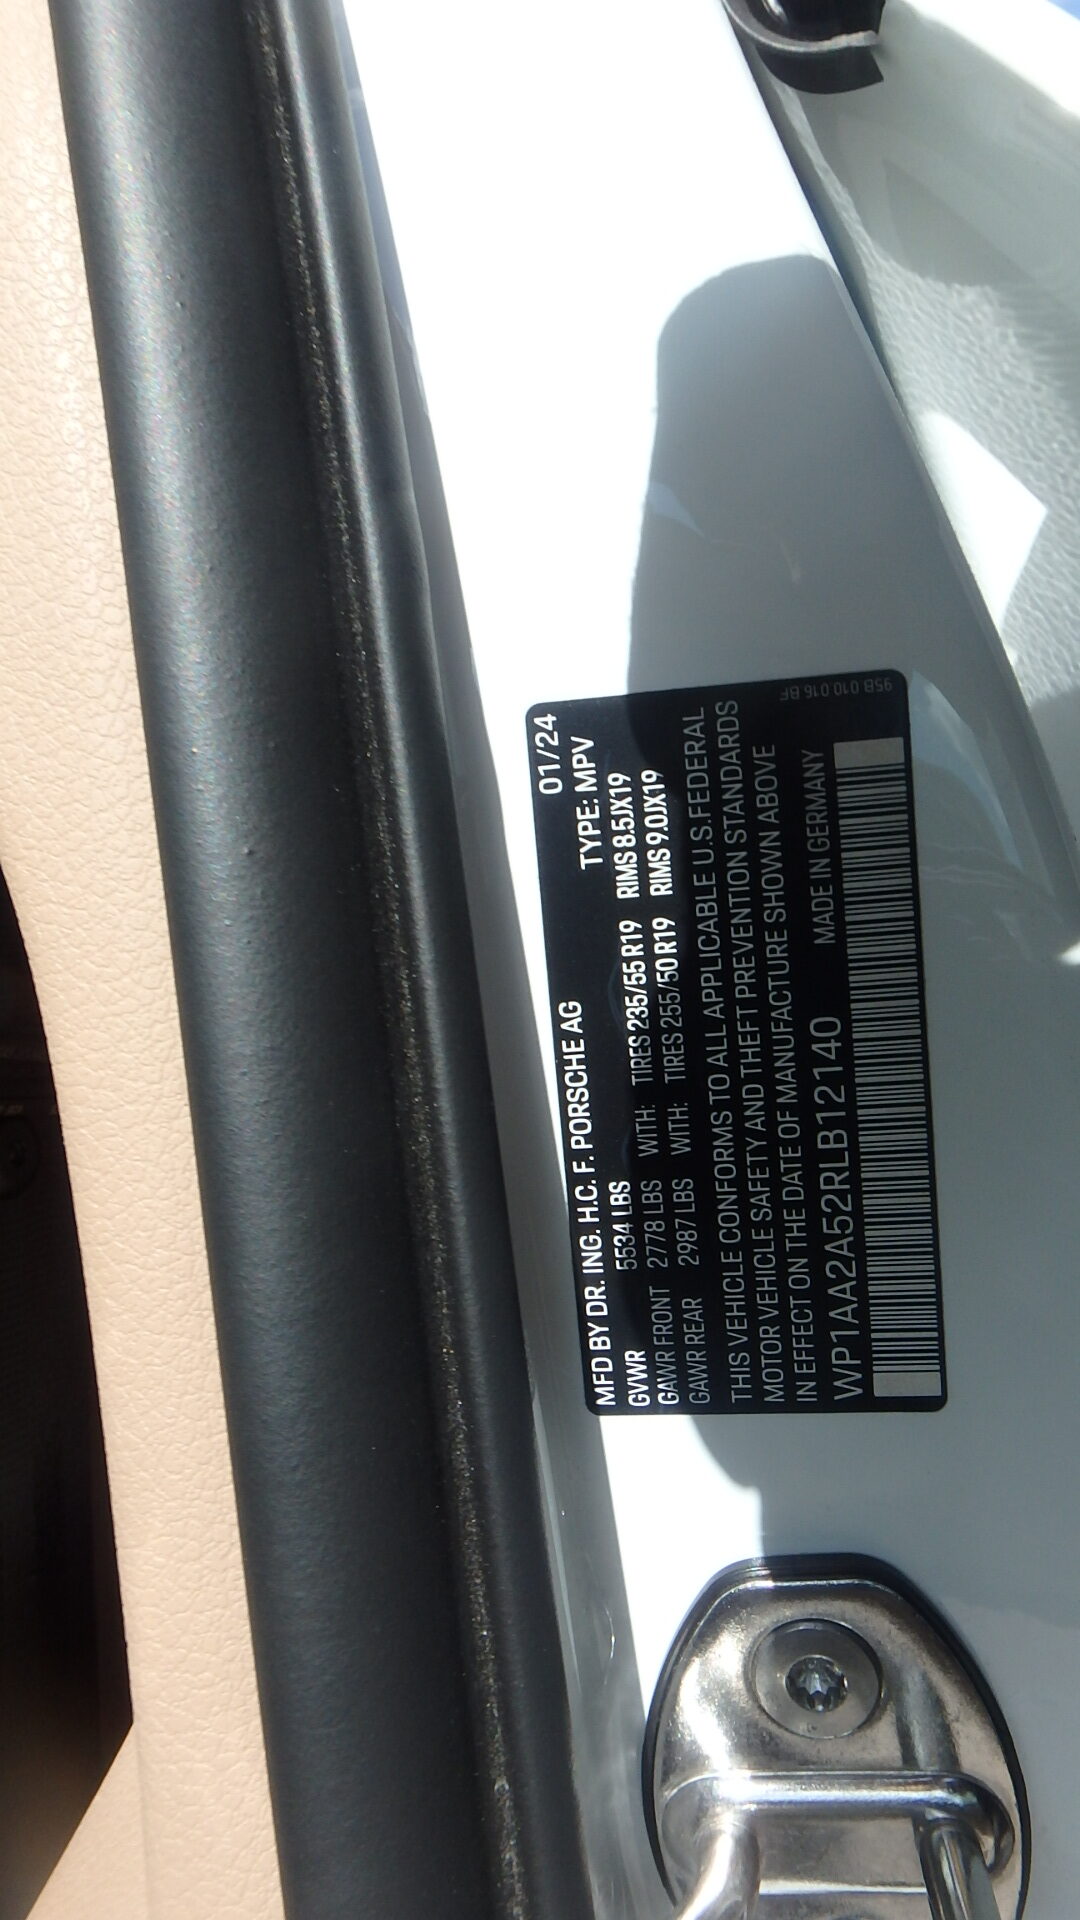 01/24
MFD BY DR. ING. H.C. F. PORSCHE AG TYPE: MPV
GVWR 5534 LBS
GAWR FRONT 2778 LBS WITH: TIRES 235/55 R19 RIMS 8.5JX19
GAWR REAR 2987 LBS WITH: TIRES 255/50 R19 RIMS 9.0JX19
THIS VEHICLE CONFORMS TO ALL APPLICABLE U.S.FEDERAL
MOTOR VEHICLE SAFETY AND THEFT PREVENTION STANDARDS
IN EFFECT ON THE DATE OF MANUFACTURE SHOWN ABOVE
WP1AA2A52RLB12140 MADE IN GERMANY
95B 010 016 BF